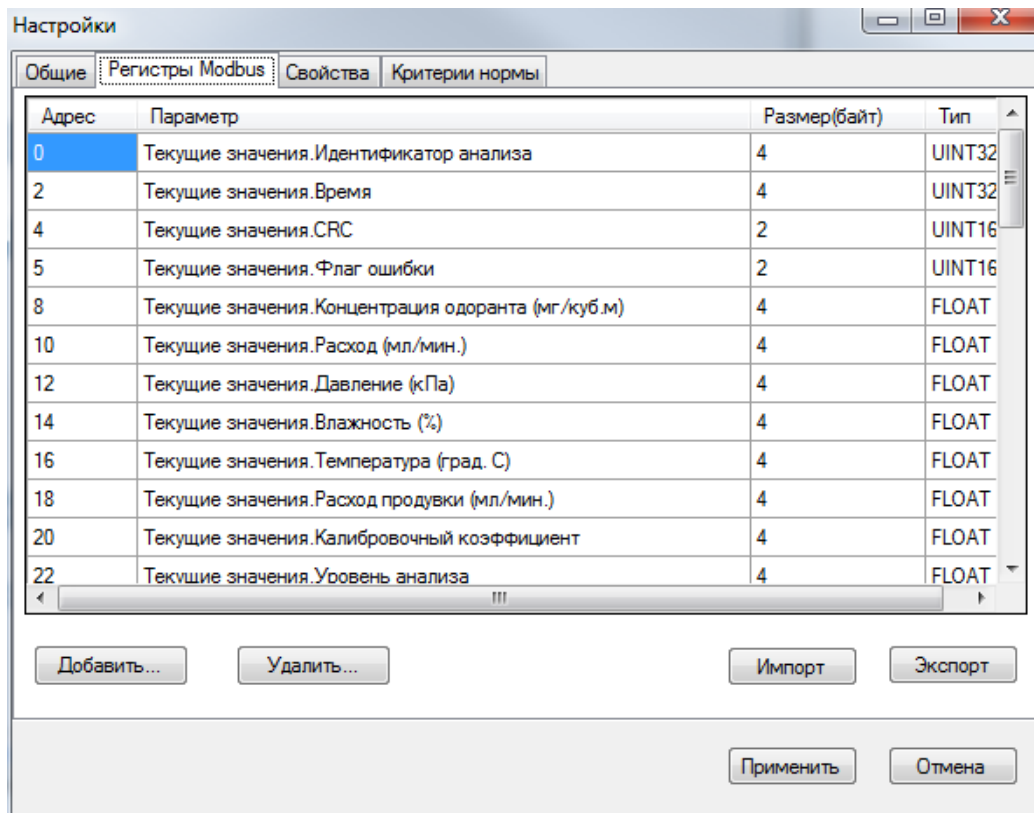 Настройки
Общие Регистры Modbus Свойства Критерии нормы
Адрес Параметр Размер(байт) Тип
0 Текущие значения.Идентификатор анализа 4 UINT32
2 Текущие значения.Время 4 UINT32
4 Текущие значения.CRC 2 UINT16
5 Текущие значения.Флаг ошибки 2 UINT16
8 Текущие значения.Концентрация одоранта (мг/куб.м) 4 FLOAT
10 Текущие значения.Расход (мл/мин.) 4 FLOAT
12 Текущие значения.Давление (кПа) 4 FLOAT
14 Текущие значения.Влажность (%) 4 FLOAT
16 Текущие значения.Температура (град. С) 4 FLOAT
18 Текущие значения.Расход продувки (мл/мин.) 4 FLOAT
20 Текущие значения.Калибровочный коэффициент 4 FLOAT
22 Текущие значения.Уровень анализа 4 FLOAT
Добавить... Удалить... Импорт Экспорт
Применить Отмена